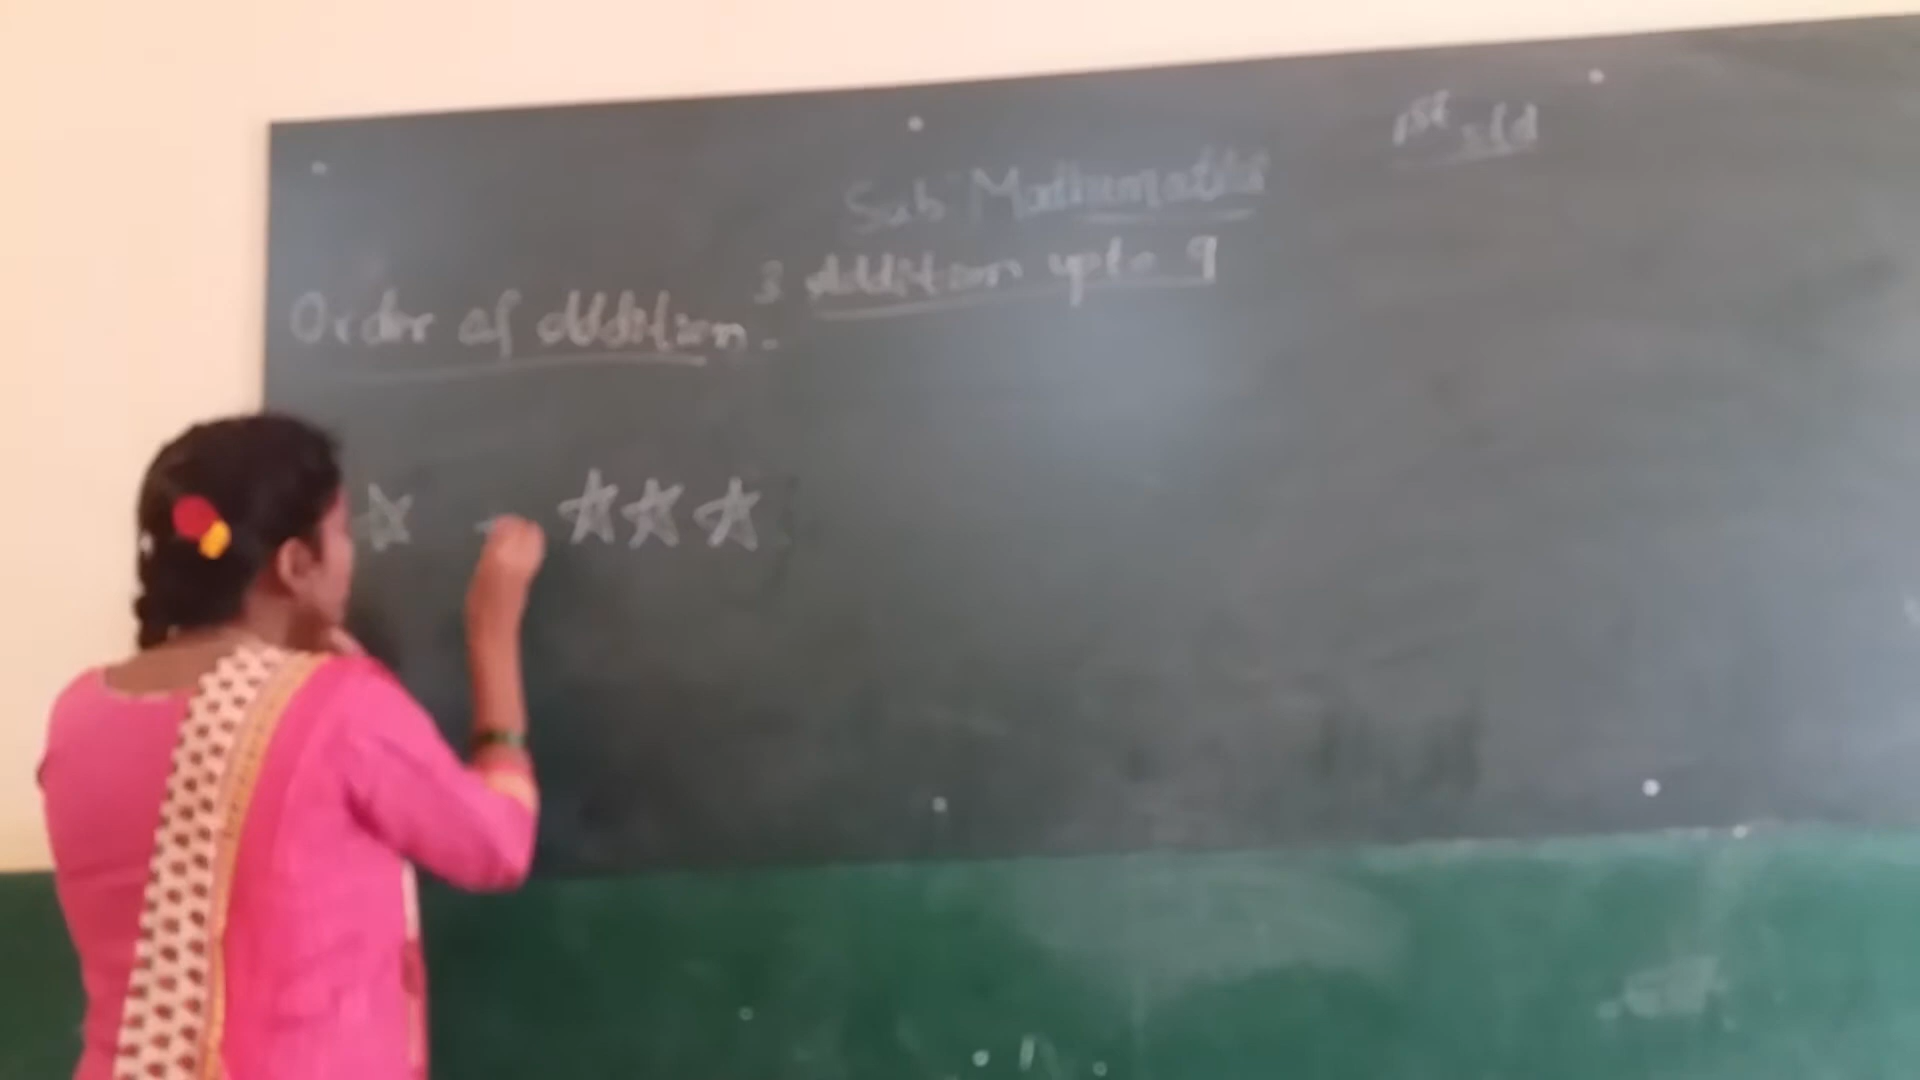 1st std
Sub Mathematics
3 Addition upto 9
Order of Addition.